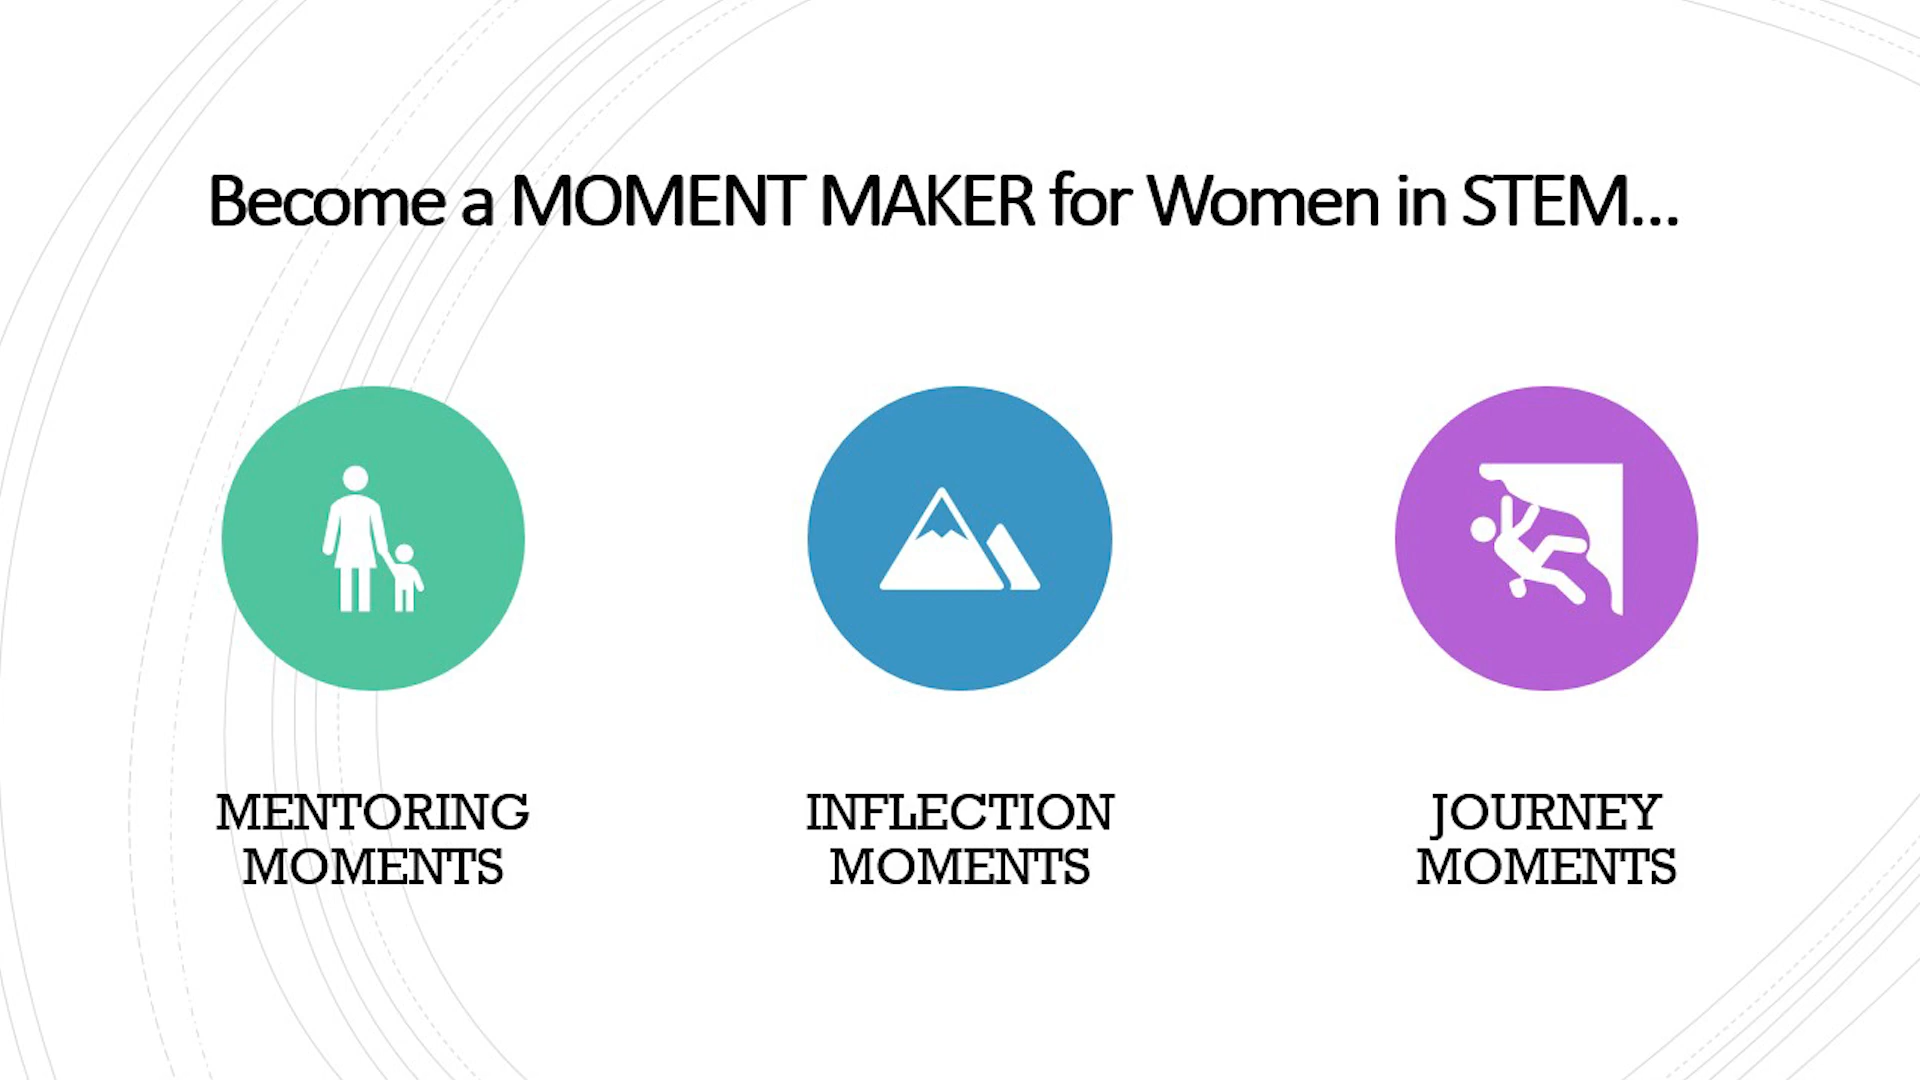 Become a MOMENT MAKER for Women in STEM...
MENTORING
MOMENTS
INFLECTION
MOMENTS
JOURNEY
MOMENTS